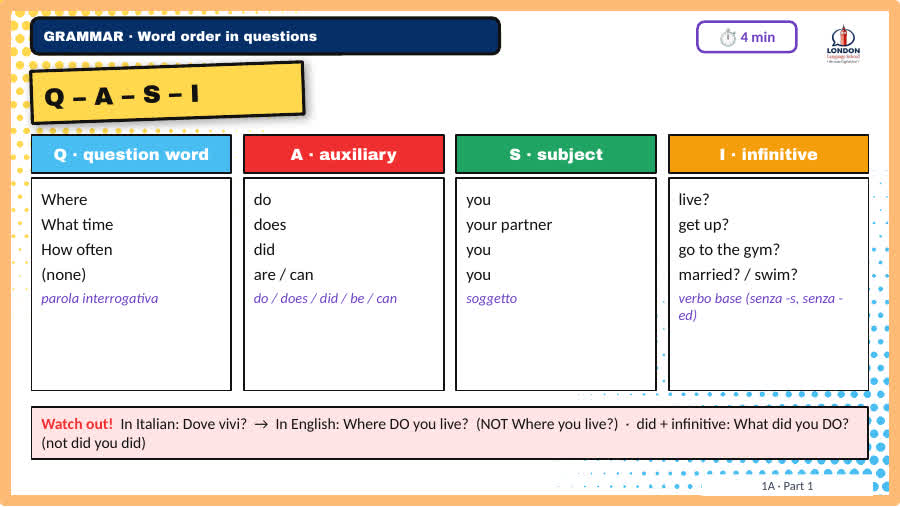 GRAMMAR · Word order in questions
⏱️ 4 min
LONDON
Language School
Q – A – S – I
Q · question word
A · auxiliary
S · subject
I · infinitive
Where
do
you
live?
What time
does
your partner
get up?
How often
did
you
go to the gym?
(none)
are / can
you
married? / swim?
parola interrogativa
do / does / did / be / can
soggetto
verbo base (senza -s, senza -
ed)
Watch out! In Italian: Dove vivi? → In English: Where DO you live? (NOT Where you live?) · did + infinitive: What did you DO?
(not did you did)
1A · Part 1